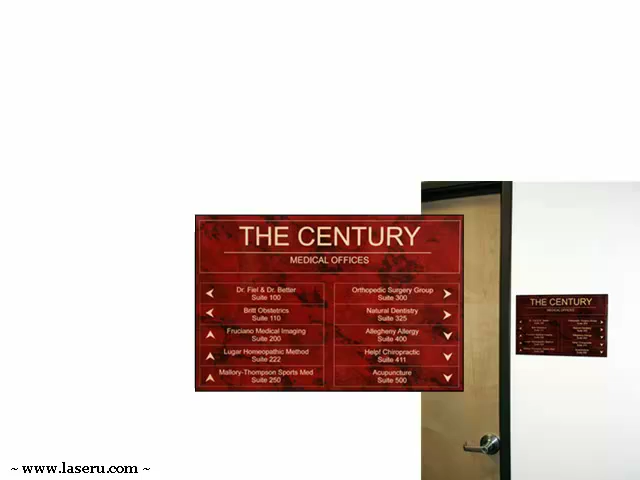 THE CENTURY
MEDICAL OFFICES
Dr. Fiel & Dr. Better
Suite 100
Britt Obstetrics
Suite 110
Fruciano Medical Imaging
Suite 200
Lugar Homeopathic Method
Suite 222
Mallory-Thompson Sports Med
Suite 250
Orthopedic Surgery Group
Suite 300
Natural Dentistry
Suite 325
Allegheny Allergy
Suite 400
Help! Chiropractic
Suite 411
Acupuncture
Suite 500
THE CENTURY
MEDICAL OFFICES
~ www.laseru.com ~